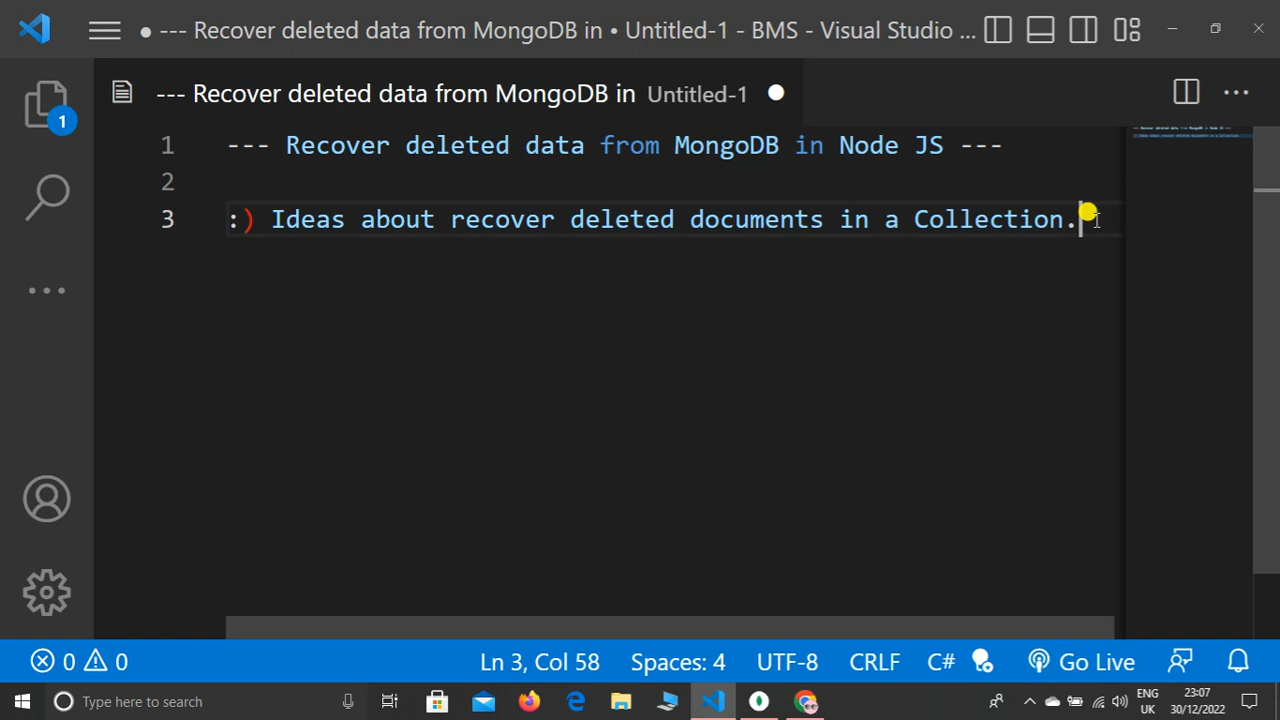 ● --- Recover deleted data from MongoDB in • Untitled-1 - BMS - Visual Studio ...
--- Recover deleted data from MongoDB in Untitled-1
1
1 --- Recover deleted data from MongoDB in Node JS ---
2
3 :) Ideas about recover deleted documents in a Collection.
0 0 Ln 3, Col 58 Spaces: 4 UTF-8 CRLF C# Go Live
Type here to search ENG 23:07
UK 30/12/2022